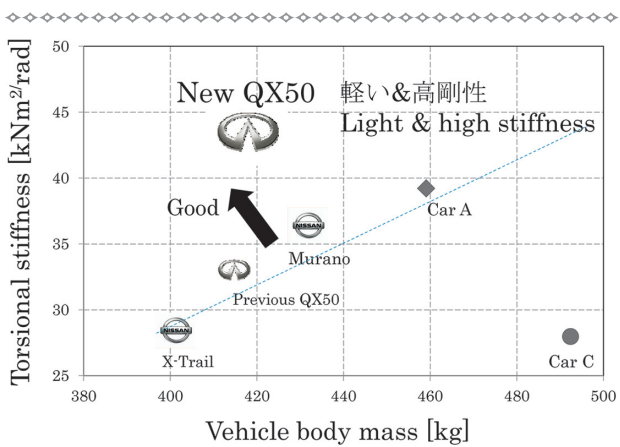 Torsional stiffness [kNm²/rad]
50
45
40
35
30
25
New QX50
軽い&高剛性
Light & high stiffness
Good
Car A
NISSAN
Murano
Previous QX50
NISSAN
X-Trail
Car C
380
400
420
440
460
480
500
Vehicle body mass [kg]